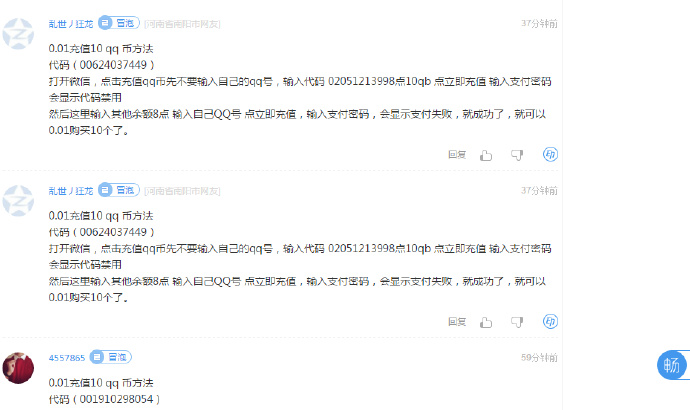 乱世丿狂龙 冒泡 [河南省南阳市网友] 37分钟前
0.01充值10 qq 币方法
代码（00624037449）
打开微信，点击充值qq币先不要输入自己的qq号，输入代码 02051213998点10qb 点立即充值 输入支付密码
会显示代码禁用
然后这里输入其他余额8点 输入自己QQ号 点立即充值，输入支付密码，会显示支付失败，就成功了，就可以
0.01购买10个了。
回复 印
乱世丿狂龙 冒泡 [河南省南阳市网友] 37分钟前
0.01充值10 qq 币方法
代码（00624037449）
打开微信，点击充值qq币先不要输入自己的qq号，输入代码 02051213998点10qb 点立即充值 输入支付密码
会显示代码禁用
然后这里输入其他余额8点 输入自己QQ号 点立即充值，输入支付密码，会显示支付失败，就成功了，就可以
0.01购买10个了。
回复 印
4557865 冒泡 59分钟前
畅
0.01充值10 qq 币方法
代码（001910298054）